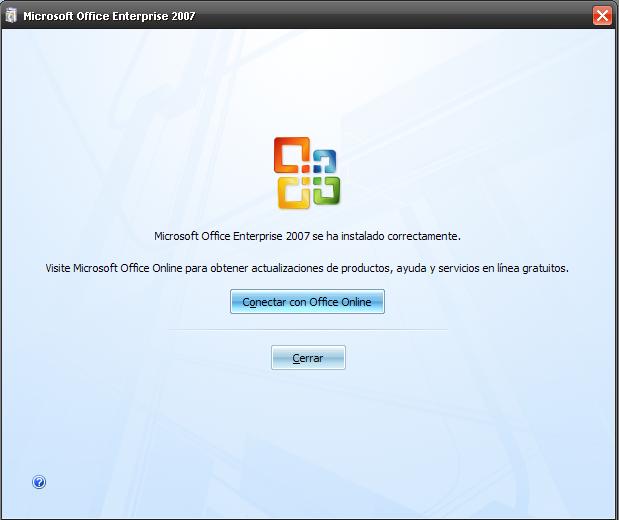 Microsoft Office Enterprise 2007
Microsoft Office Enterprise 2007 se ha instalado correctamente.
Visite Microsoft Office Online para obtener actualizaciones de productos, ayuda y servicios en línea gratuitos.
Conectar con Office Online
Cerrar
?